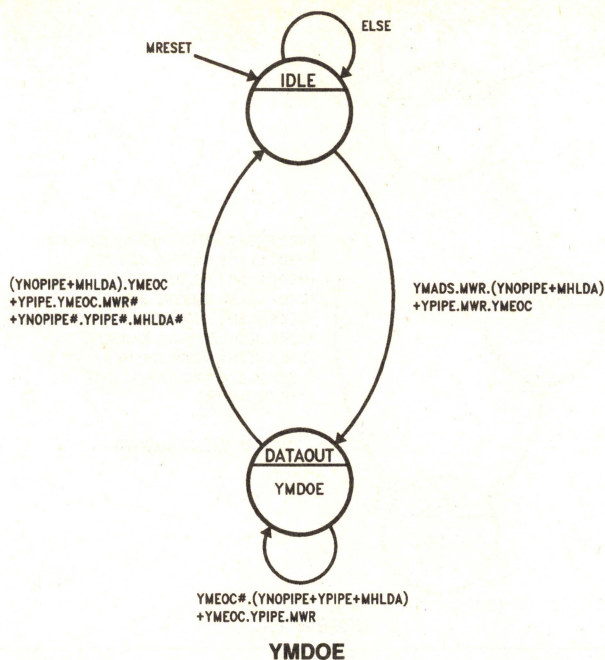 ELSE
MRESET
IDLE
(YNOPIPE+MHLDA).YMEOC
+YPIPE.YMEOC.MWR#
+YNOPIPE#.YPIPE#.MHLDA#
YMADS.MWR.(YNOPIPE+MHLDA)
+YPIPE.MWR.YMEOC
DATAOUT
YMDOE
YMEOC#.(YNOPIPE+YPIPE+MHLDA)
+YMEOC.YPIPE.MWR
YMDOE